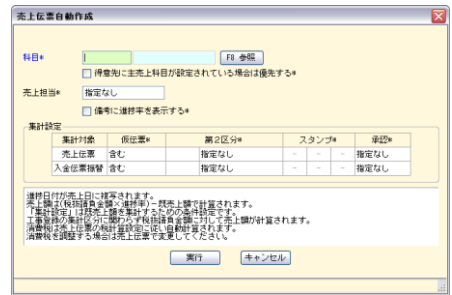 売上伝票自動作成
科目* F8 参照
得意先に主売上科目が設定されている場合は優先する*
売上担当* 指定なし
備考に進捗率を表示する*
集計設定
集計対象 仮伝票* 第2区分* スタンプ* 承認*
売上伝票 含む 指定なし - - - 指定なし
入金伝票振替 含む 指定なし - - - 指定なし
進捗日付が売上日に複写されます。
売上額は(税抜請負金額×進捗率)-既売上額で計算されます。
「集計設定」は既売上額を集計するための条件設定です。
工事登録の集計区分に関わらず税抜請負金額に対して売上額が計算されます。
消費税は売上伝票の税計算設定に従い自動計算されます。
消費税を調整する場合は売上伝票で変更してください。
実行 キャンセル